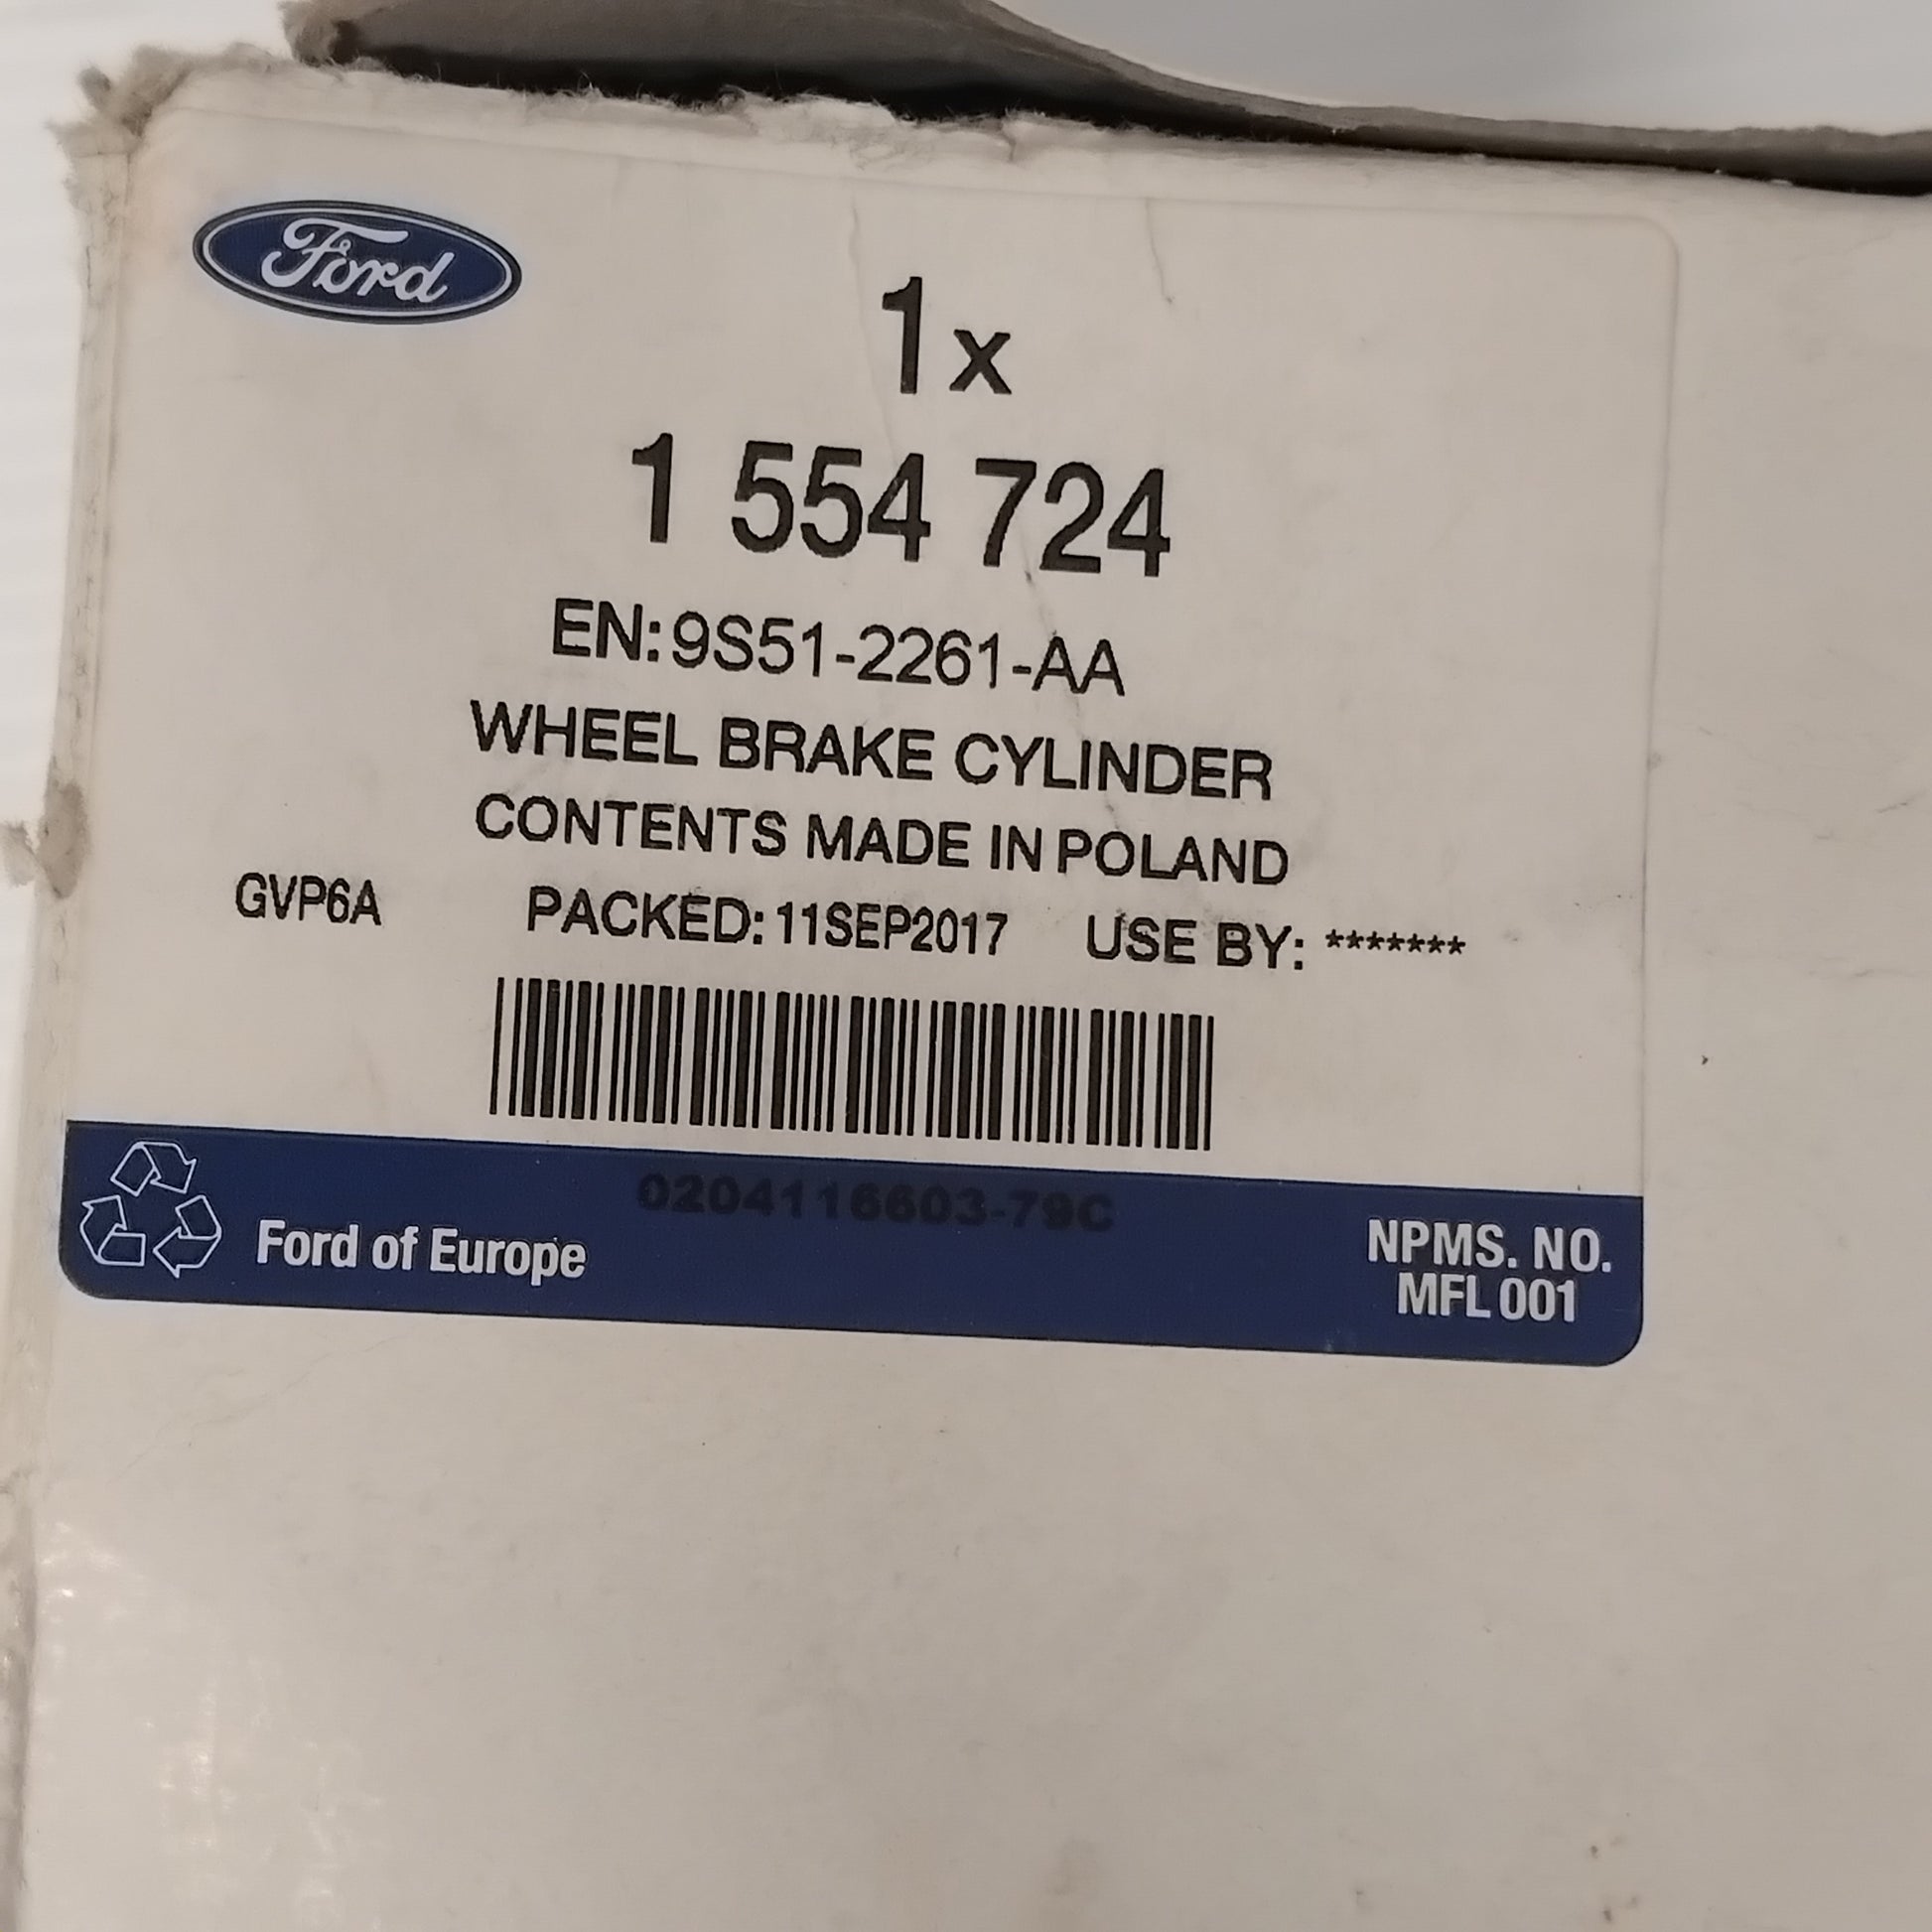 Ford
1x
1 554 724
EN:9S51-2261-AA
WHEEL BRAKE CYLINDER
CONTENTS MADE IN POLAND
GVP6A PACKED:11SEP2017 USE BY: *******
0204116603-79C
Ford of Europe
NPMS. NO.
MFL 001